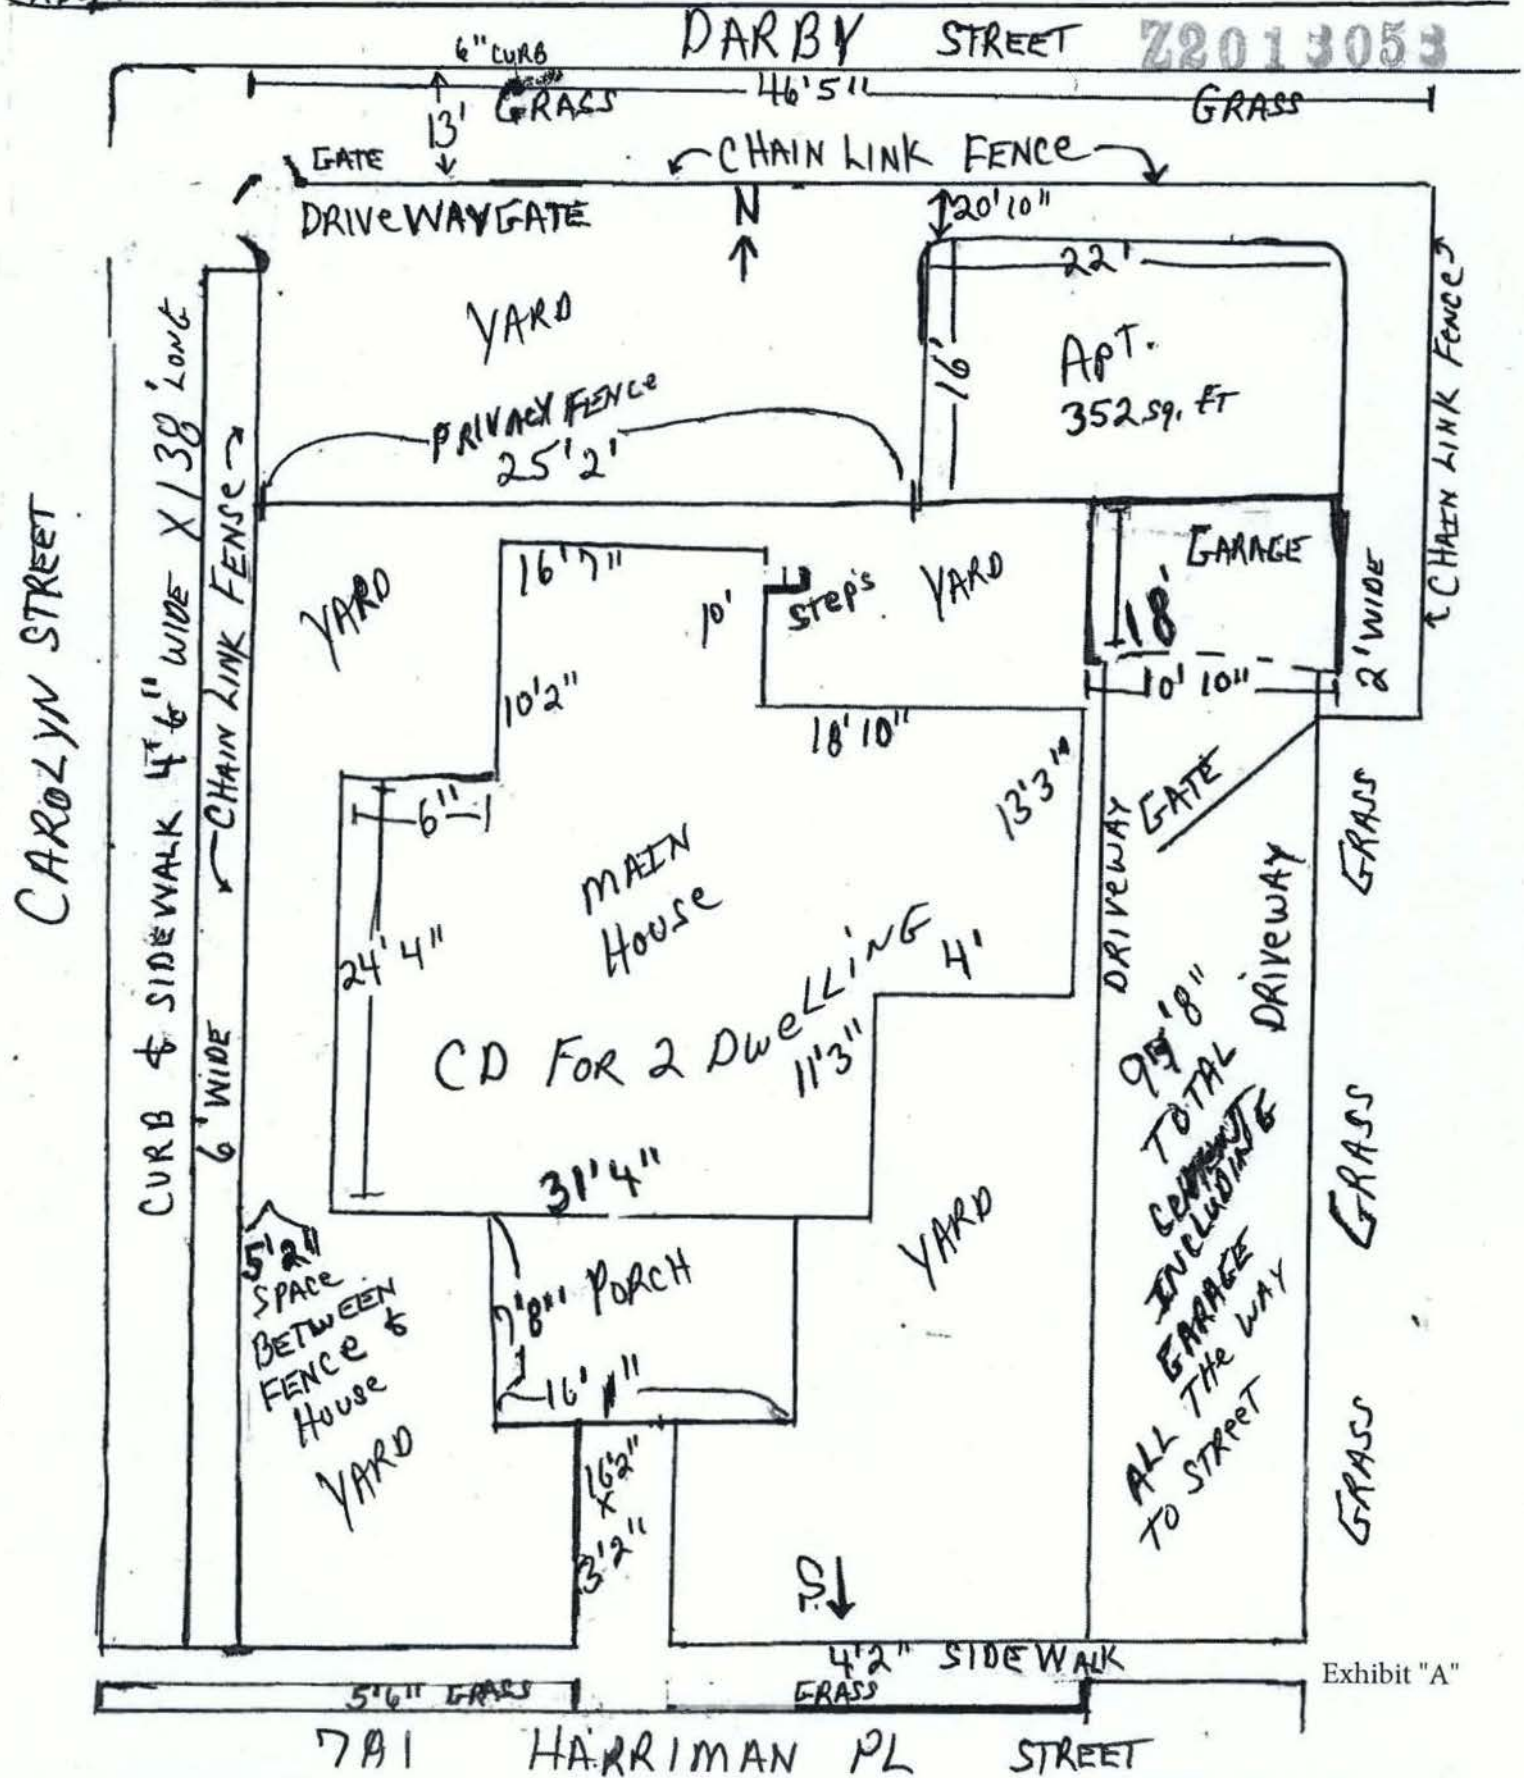 DARBY STREET Z2013053
6" CURB
46'5"
GRASS
GRASS
13'
GATE
CHAIN LINK FENCE
DRIVEWAY GATE
N
20'10"
22'
YARD
16'
APT.
352 SQ. FT
CHAIN LINK FENCE
PRIVACY FENCE
25'2'
CAROLYN STREET
CURB & SIDEWALK 4'6" WIDE X 138' LONG
CHAIN LINK FENSE
6' WIDE
YARD
16'7"
10'
STEP'S
YARD
GARAGE
18'
2' WIDE
10'2"
10' 10"
18'10"
13'3"
6"
GATE
DRIVEWAY
DRIVEWAY
GRASS
MAIN
HOUSE
24'4"
4'
CD FOR 2 DWELLING
11'3"
31'4"
TOTAL
INCLUDING
GARAGE
ALL THE WAY
TO STREET
GRASS
GRASS
5'2"
SPACE
BETWEEN
FENCE &
HOUSE
YARD
7'8"
PORCH
16' 1"
YARD
16'2"
X
3'2"
S
4'2" SIDEWALK
Exhibit "A"
5'6" GRASS
GRASS
HARRIMAN PL STREET